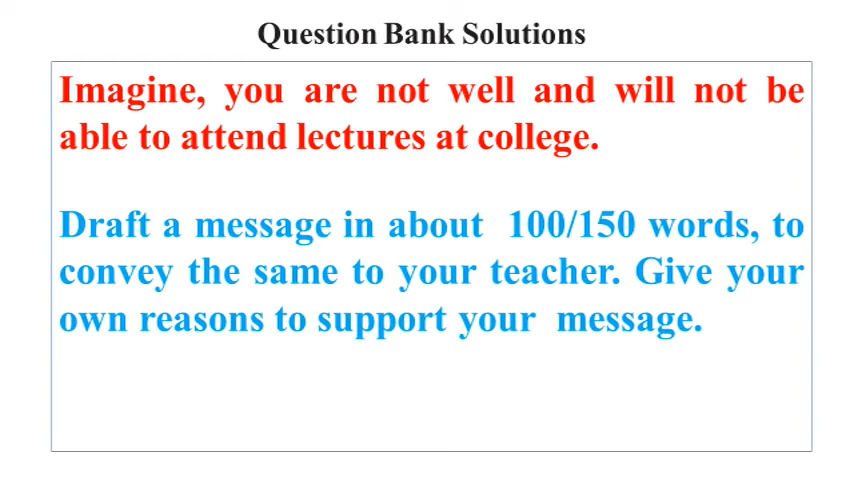 Question Bank Solutions
Imagine, you are not well and will not be
able to attend lectures at college.
Draft a message in about 100/150 words, to
convey the same to your teacher. Give your
own reasons to support your message.